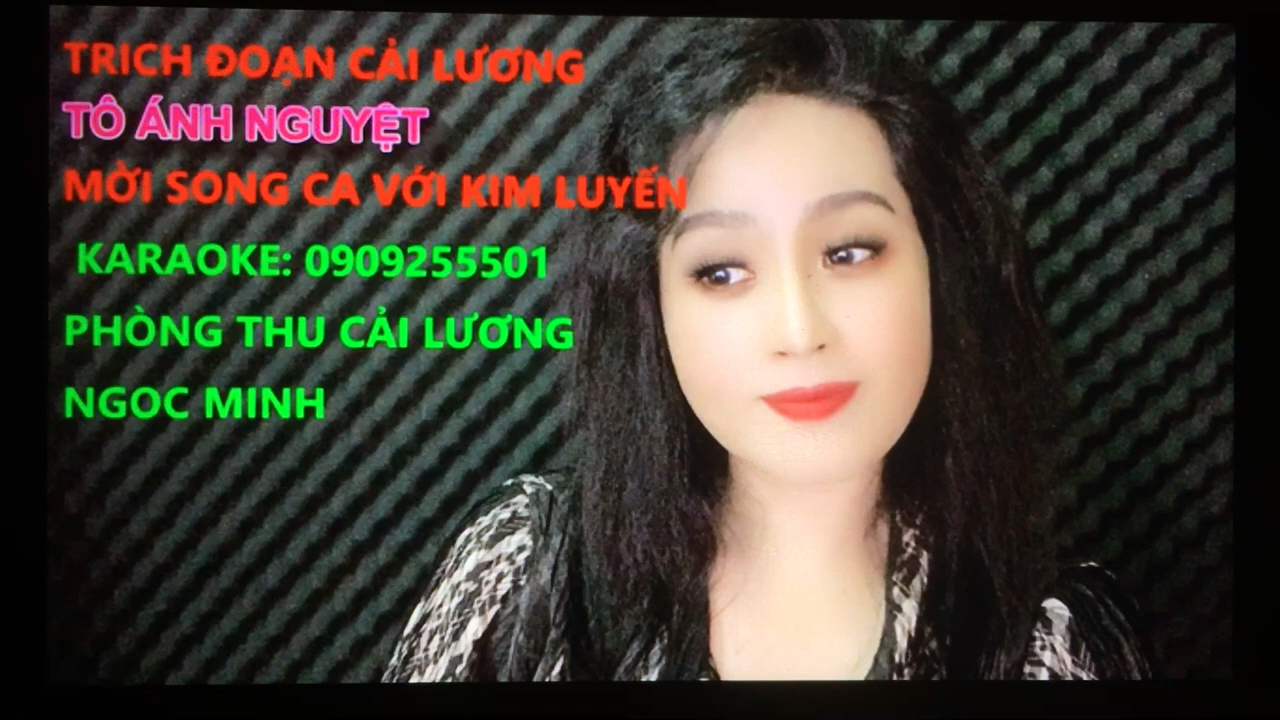 TRICH ĐOẠN CẢI LƯƠNG
TÔ ÁNH NGUYỆT
MỜI SONG CA VỚI KIM LUYẾN
KARAOKE: 0909255501
PHÒNG THU CẢI LƯƠNG
NGOC MINH